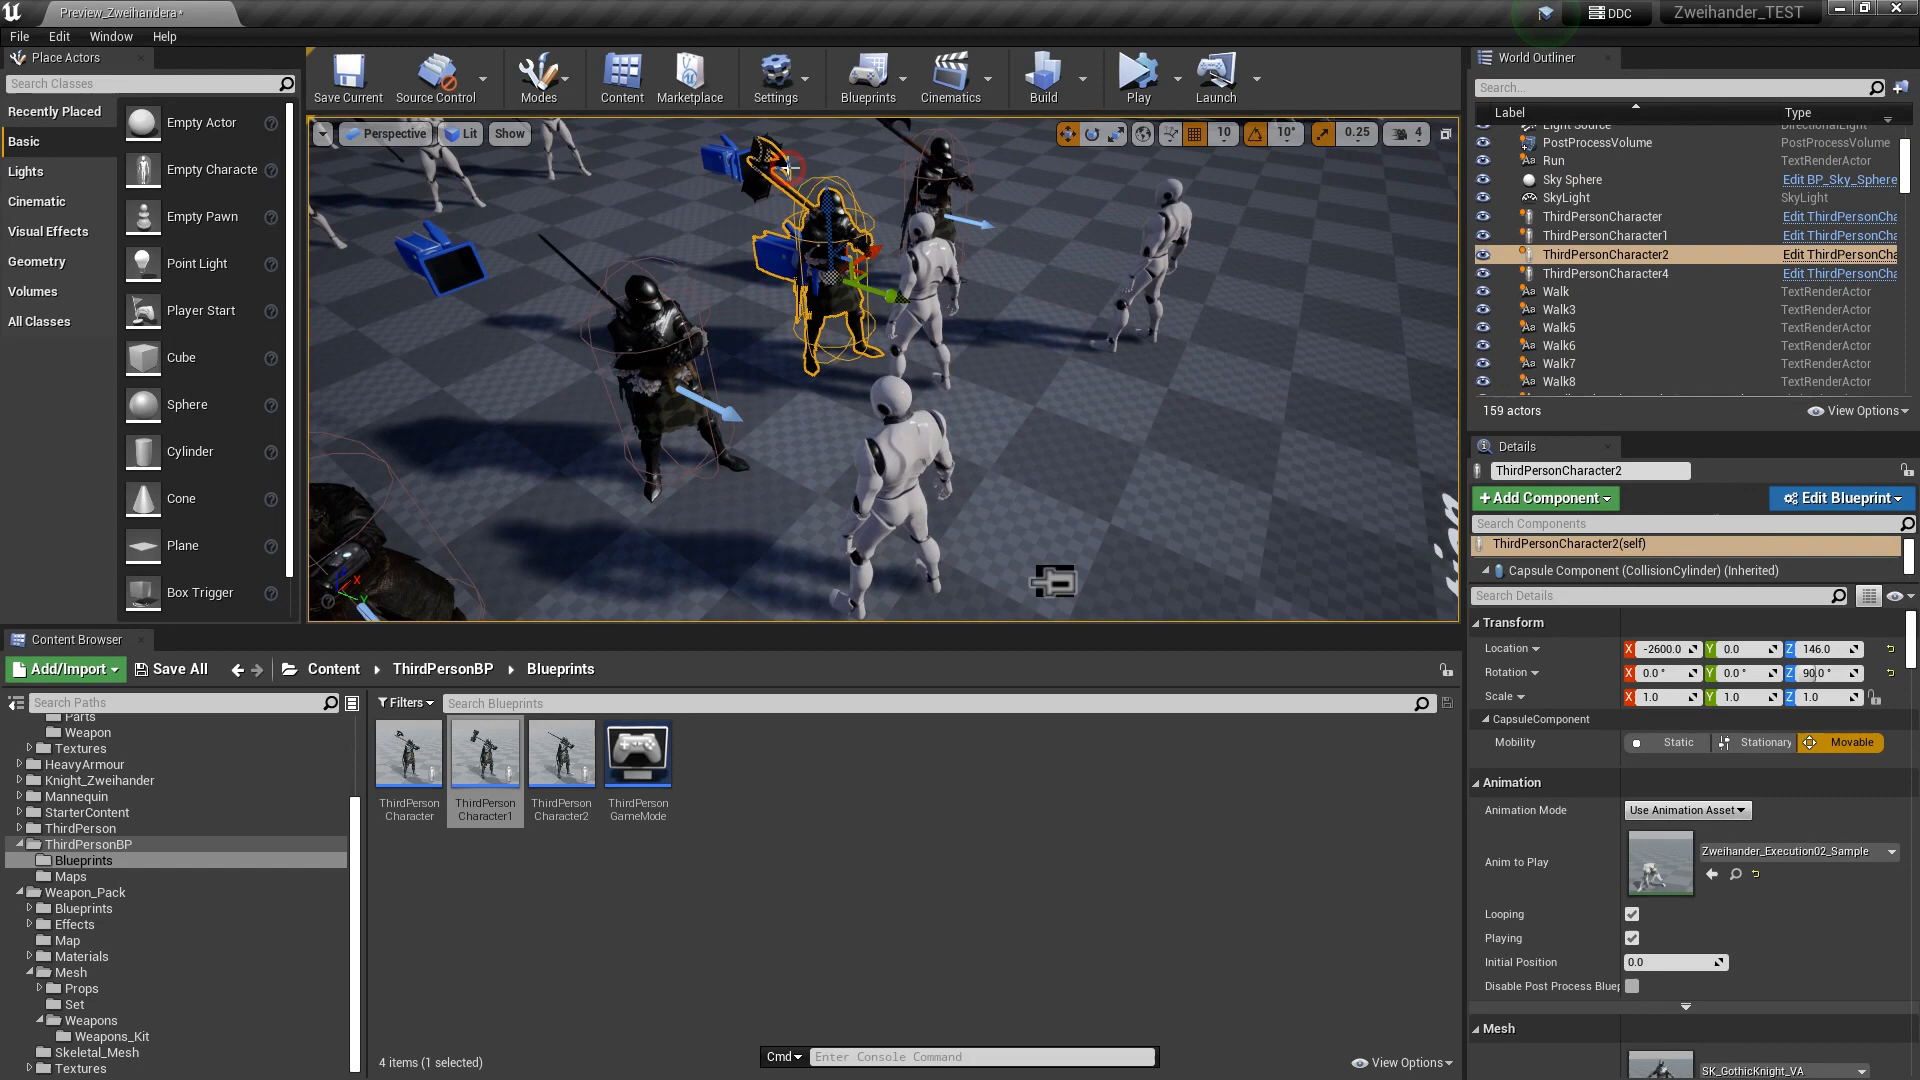 Preview_Zweihandera*
DDC
Zweihander_TEST
File
Edit
Window
Help
Place Actors
Search Classes
Recently Placed
Basic
Lights
Cinematic
Visual Effects
Geometry
Volumes
All Classes
Empty Actor
Empty Characte
Empty Pawn
Point Light
Player Start
Cube
Sphere
Cylinder
Cone
Plane
Box Trigger
Save Current
Source Control
Modes
Content
Marketplace
Settings
Blueprints
Cinematics
Build
Play
Launch
Perspective
Lit
Show
10
10°
0.25
4
X
Y
World Outliner
Search...
Label
Type
Light Source
DirectionalLight
PostProcessVolume
PostProcessVolume
Run
TextRenderActor
Sky Sphere
Edit BP_Sky_Sphere
SkyLight
SkyLight
ThirdPersonCharacter
Edit ThirdPersonCha
ThirdPersonCharacter1
Edit ThirdPersonCha
ThirdPersonCharacter2
Edit ThirdPersonCha
ThirdPersonCharacter4
Edit ThirdPersonCha
Walk
TextRenderActor
Walk3
TextRenderActor
Walk5
TextRenderActor
Walk6
TextRenderActor
Walk7
TextRenderActor
Walk8
TextRenderActor
159 actors
View Options
Details
ThirdPersonCharacter2
+Add Component
Edit Blueprint
Search Components
ThirdPersonCharacter2(self)
Capsule Component (CollisionCylinder) (Inherited)
Search Details
Transform
Location
X -2600.0
Y 0.0
Z 146.0
Rotation
X 0.0 °
Y 0.0 °
Z 90.0 °
Scale
X 1.0
Y 1.0
Z 1.0
CapsuleComponent
Mobility
Static
Stationary
Movable
Animation
Animation Mode
Use Animation Asset
Anim to Play
Zweihander_Execution02_Sample
Looping
Playing
Initial Position
0.0
Disable Post Process Bluep
Mesh
SK_GothicKnight_VA
Content Browser
Add/Import
Save All
Content
ThirdPersonBP
Blueprints
Search Paths
Filters
Search Blueprints
Parts
Weapon
Textures
HeavyArmour
Knight_Zweihander
Mannequin
StarterContent
ThirdPerson
ThirdPersonBP
Blueprints
Maps
Weapon_Pack
Blueprints
Effects
Map
Materials
Mesh
Props
Set
Weapons
Weapons_Kit
Skeletal_Mesh
Textures
ThirdPerson
Character
ThirdPerson
Character1
ThirdPerson
Character2
ThirdPerson
GameMode
4 items (1 selected)
Cmd
Enter Console Command
View Options